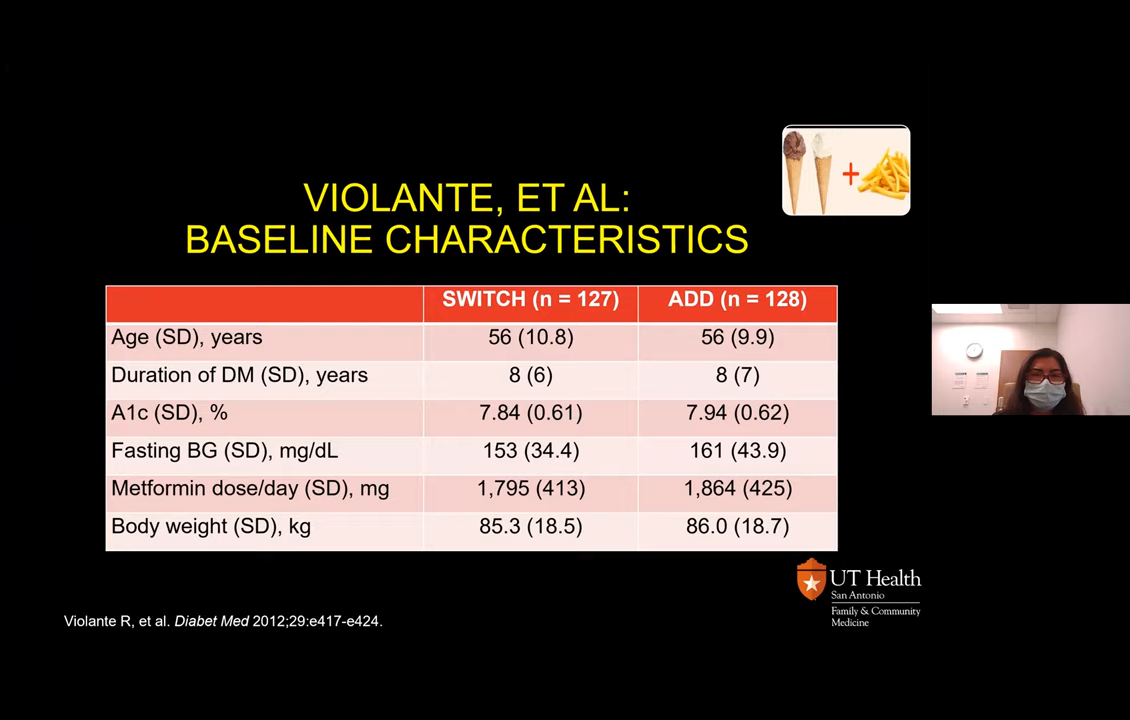 VIOLANTE, ET AL:
BASELINE CHARACTERISTICS
SWITCH (n = 127) ADD (n = 128)
Age (SD), years 56 (10.8) 56 (9.9)
Duration of DM (SD), years 8 (6) 8 (7)
A1c (SD), % 7.84 (0.61) 7.94 (0.62)
Fasting BG (SD), mg/dL 153 (34.4) 161 (43.9)
Metformin dose/day (SD), mg 1,795 (413) 1,864 (425)
Body weight (SD), kg 85.3 (18.5) 86.0 (18.7)
UT Health
San Antonio
Family & Community
Medicine
Violante R, et al. Diabet Med 2012;29:e417-e424.